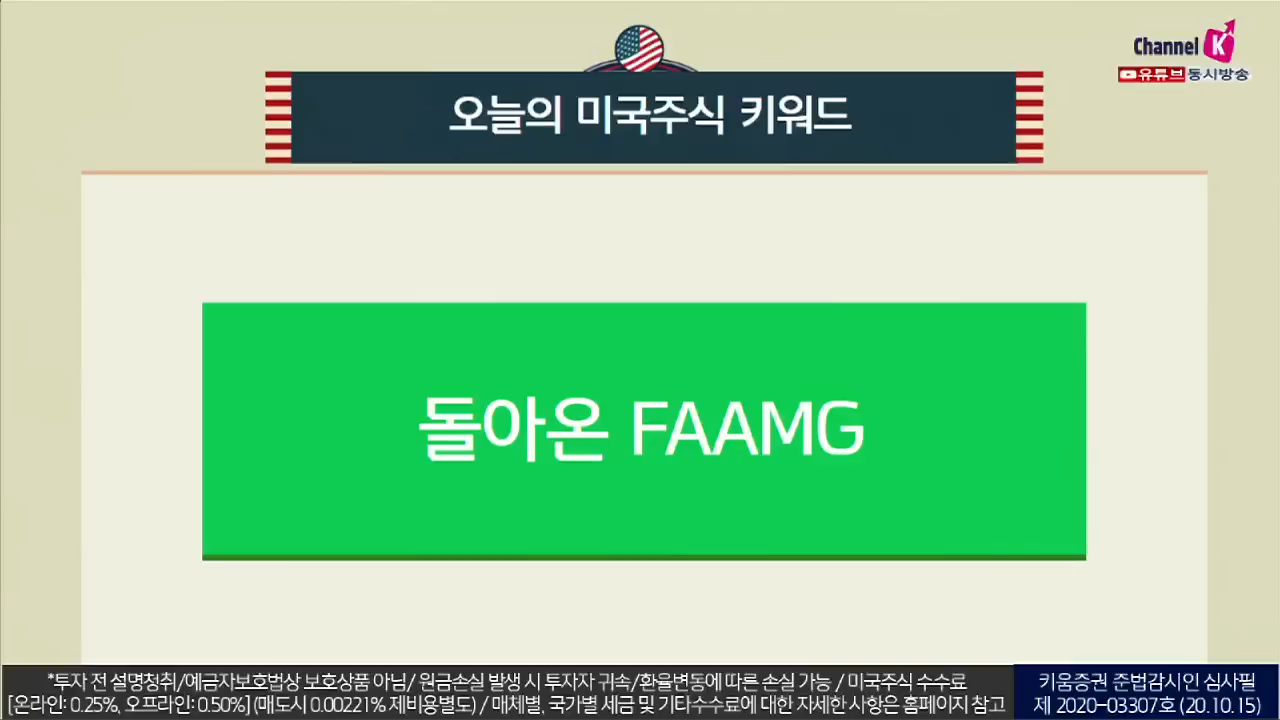 Channel K
유튜브 동시방송
오늘의 미국주식 키워드
돌아온 FAAMG
*투자 전 설명청취/예금자보호법상 보호상품 아님/ 원금손실 발생 시 투자자 귀속/환율변동에 따른 손실 가능 / 미국주식 수수료
[온라인: 0.25%, 오프라인: 0.50%] (매도시 0.00221% 제비용별도) / 매체별, 국가별 세금 및 기타수수료에 대한 자세한 사항은 홈페이지 참고
키움증권 준법감시인 심사필
제 2020-03307호 (20.10.15)